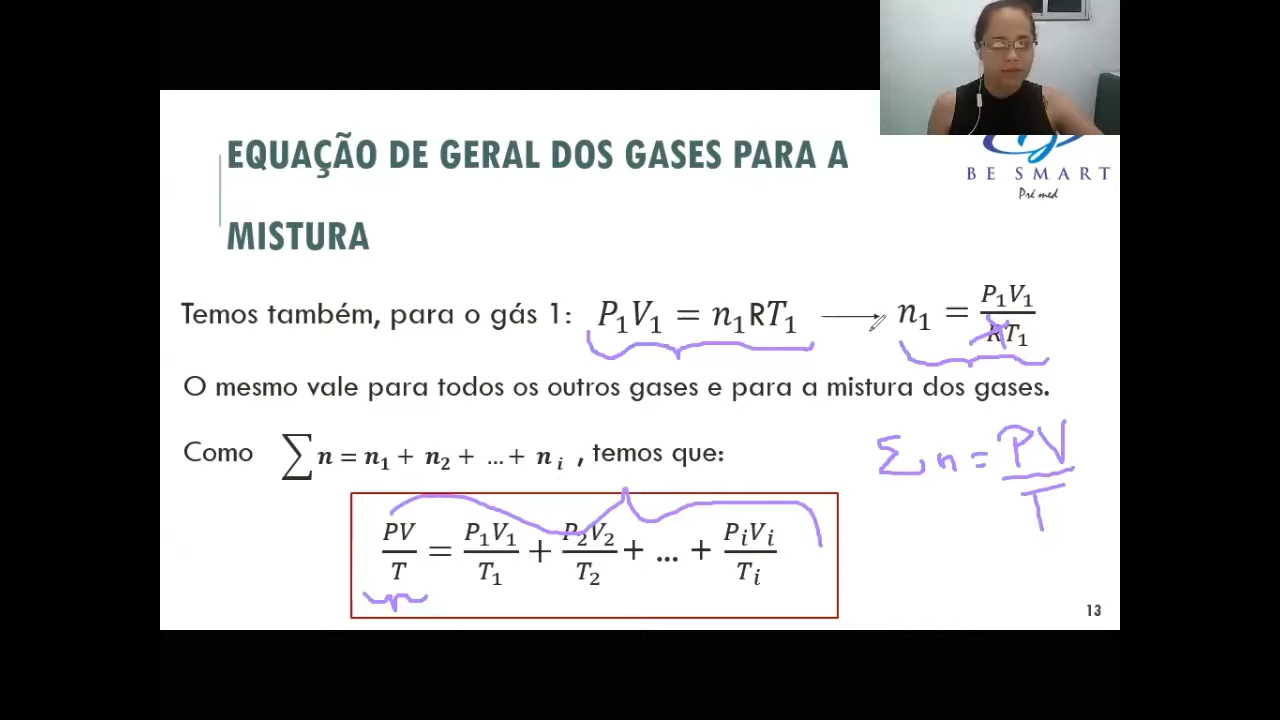 EQUAÇÃO DE GERAL DOS GASES PARA A
MISTURA
BE SMART
Pré med
Temos também, para o gás 1: P₁V₁ = n₁RT₁ → n₁ = P₁V₁/RT₁
O mesmo vale para todos os outros gases e para a mistura dos gases.
Como ∑ n = n₁ + n₂ + ...+ nᵢ , temos que:
Σ n = PV/T
PV/T = P₁V₁/T₁ + P₂V₂/T₂ + ... + PᵢVᵢ/Tᵢ
13